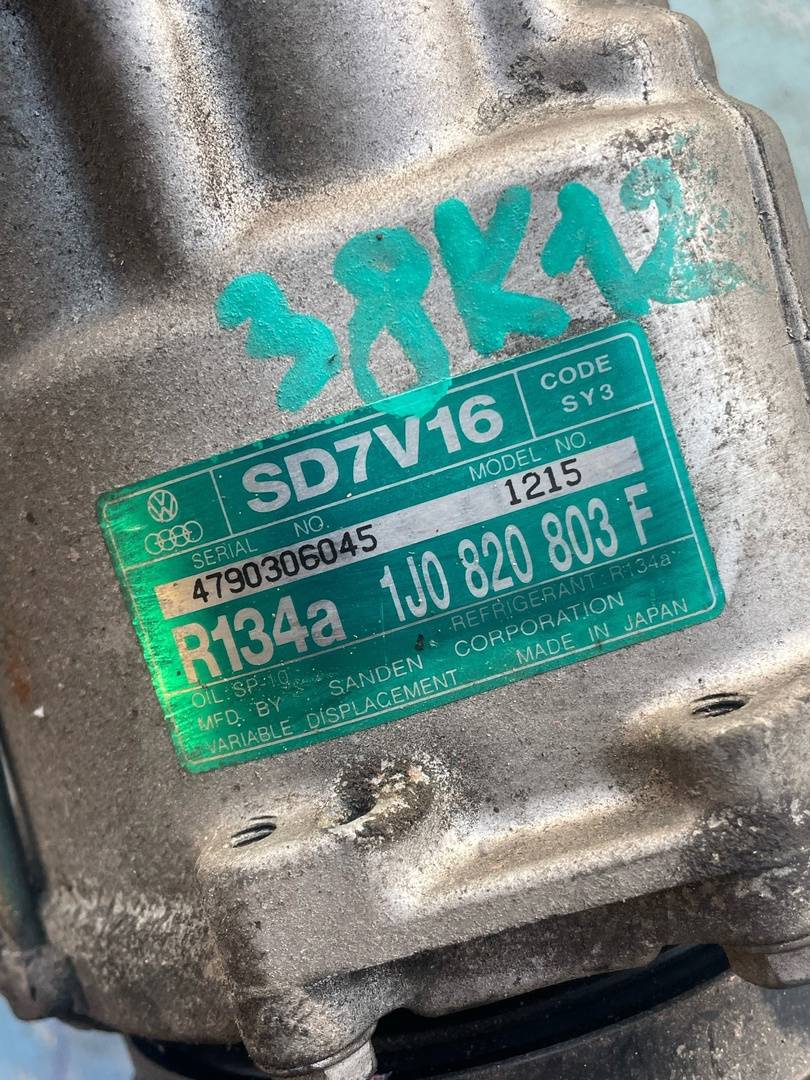 38K12
SD7V16
CODE
SY3
SERIAL NO.
MODEL NO.
4790306045
1215
R134a 1J0 820 803 F
OIL: SP-10
REFRIGERANT: R134a
MFD. BY SANDEN CORPORATION
VARIABLE DISPLACEMENT
MADE IN JAPAN